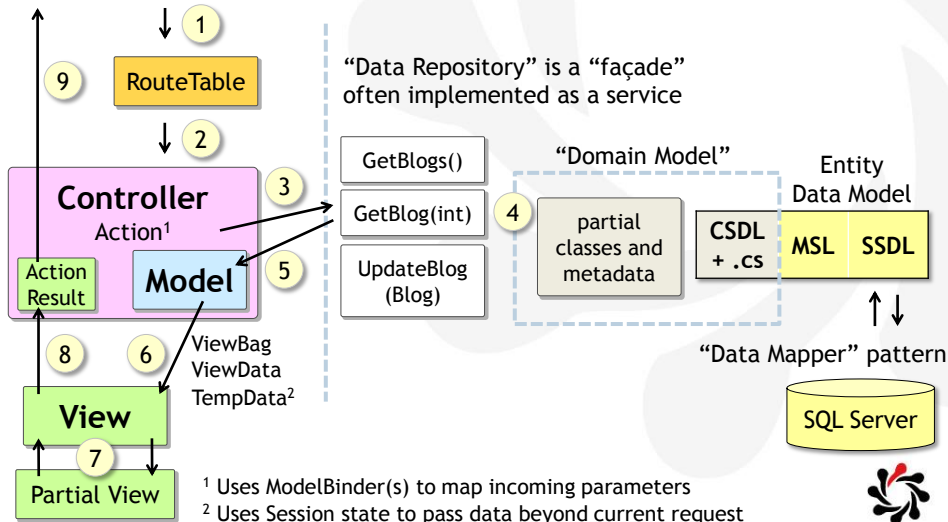 1
9
RouteTable
2
“Data Repository” is a “façade”
often implemented as a service
Controller
Action¹
Action
Result
Model
3
5
GetBlogs()
GetBlog(int)
UpdateBlog
(Blog)
4
“Domain Model”
partial
classes and
metadata
Entity
Data Model
CSDL
+ .cs
MSL
SSDL
“Data Mapper” pattern
SQL Server
8
6
ViewBag
ViewData
TempData²
View
7
Partial View
¹ Uses ModelBinder(s) to map incoming parameters
² Uses Session state to pass data beyond current request